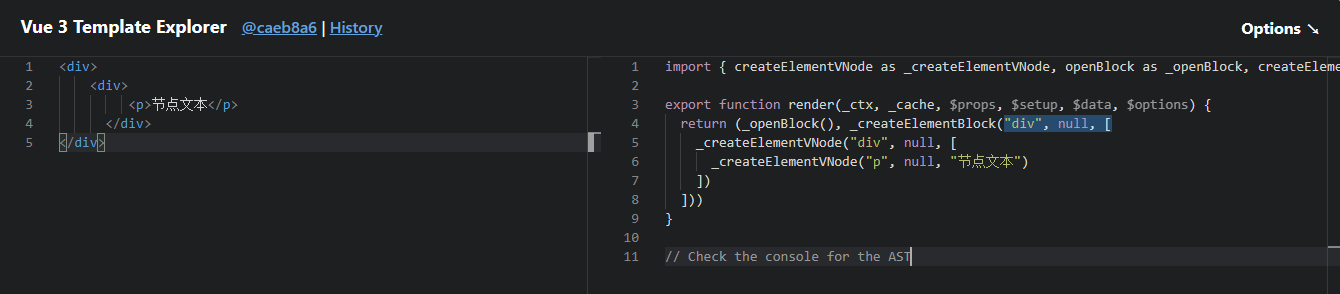 Vue 3 Template Explorer @caeb8a6 | History
Options ↘
1 <div>
2 <div>
3 <p>节点文本</p>
4 </div>
5 </div>
1 import { createElementVNode as _createElementVNode, openBlock as _openBlock, createEleme
2
3 export function render(_ctx, _cache, $props, $setup, $data, $options) {
4 return (_openBlock(), _createElementBlock("div", null, [
5 _createElementVNode("div", null, [
6 _createElementVNode("p", null, "节点文本")
7 ])
8 ]))
9 }
10
11 // Check the console for the AST